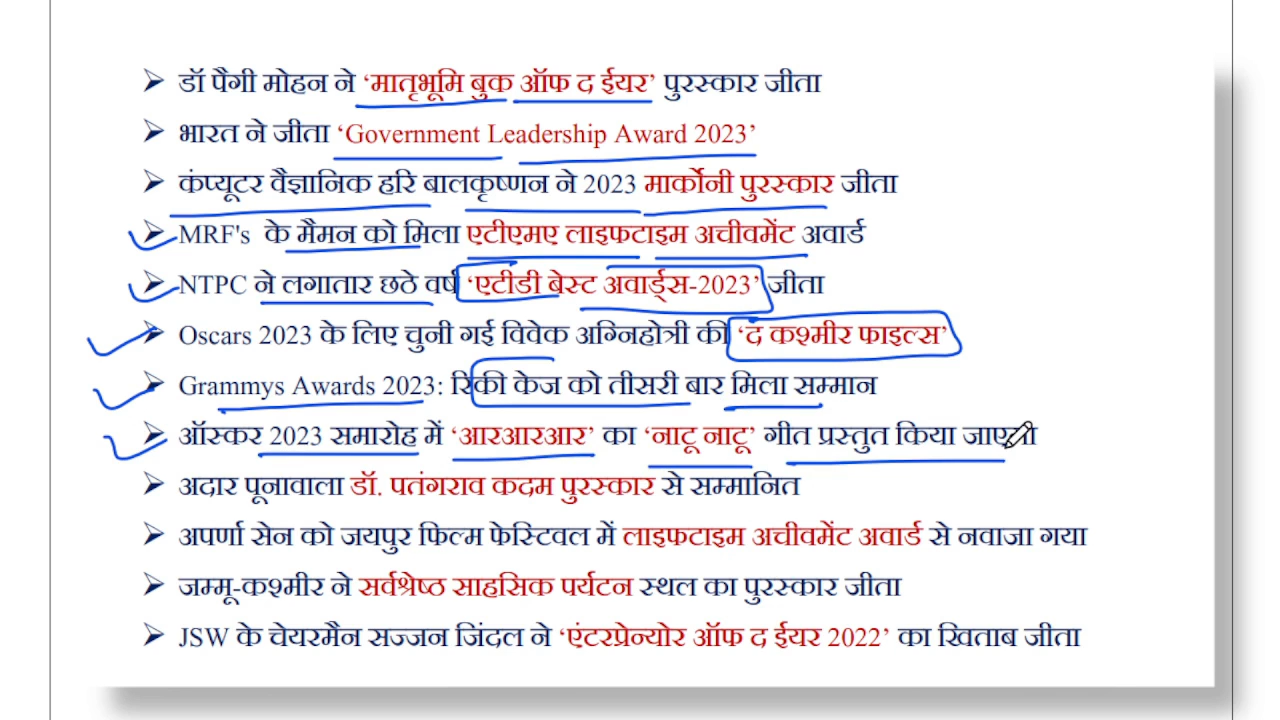 ➢ डॉ पैगी मोहन ने ‘मातृभूमि बुक ऑफ द ईयर’ पुरस्कार जीता
➢ भारत ने जीता ‘Government Leadership Award 2023’
➢ कंप्यूटर वैज्ञानिक हरि बालकृष्णन ने 2023 मार्कोनी पुरस्कार जीता
➢ MRF's के मैमन को मिला एटीएमए लाइफटाइम अचीवमेंट अवार्ड
➢ NTPC ने लगातार छठे वर्ष ‘एटीडी बेस्ट अवार्ड्स-2023’ जीता
➢ Oscars 2023 के लिए चुनी गई विवेक अग्निहोत्री की ‘द कश्मीर फाइल्स’
➢ Grammys Awards 2023: रिकी केज को तीसरी बार मिला सम्मान
➢ ऑस्कर 2023 समारोह में ‘आरआरआर’ का ‘नाटू नाटू’ गीत प्रस्तुत किया जाएगा
➢ अदार पूनावाला डॉ. पतंगराव कदम पुरस्कार से सम्मानित
➢ अपर्णा सेन को जयपुर फिल्म फेस्टिवल में लाइफटाइम अचीवमेंट अवार्ड से नवाजा गया
➢ जम्मू-कश्मीर ने सर्वश्रेष्ठ साहसिक पर्यटन स्थल का पुरस्कार जीता
➢ JSW के चेयरमैन सज्जन जिंदल ने ‘एंटरप्रेन्योर ऑफ द ईयर 2022’ का खिताब जीता